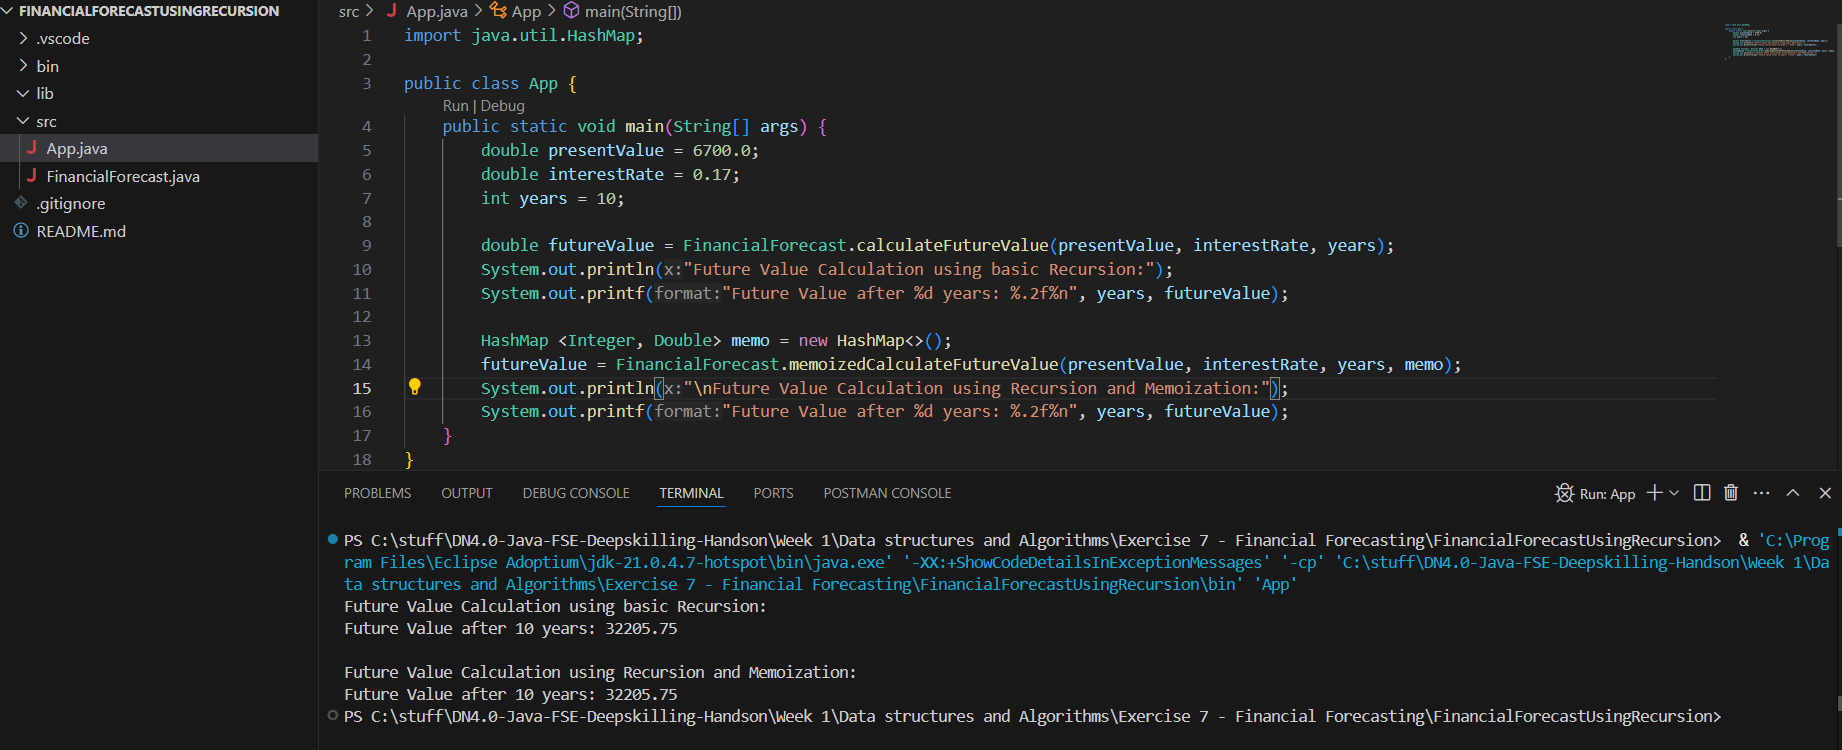 FINANCIALFORECASTUSINGRECURSION
.vscode
bin
lib
src
App.java
FinancialForecast.java
.gitignore
README.md
src > App.java > App > main(String[])
1 import java.util.HashMap;
2
3 public class App {
Run | Debug
4 public static void main(String[] args) {
5 double presentValue = 6700.0;
6 double interestRate = 0.17;
7 int years = 10;
8
9 double futureValue = FinancialForecast.calculateFutureValue(presentValue, interestRate, years);
10 System.out.println(x:"Future Value Calculation using basic Recursion:");
11 System.out.printf(format:"Future Value after %d years: %.2f%n", years, futureValue);
12
13 HashMap <Integer, Double> memo = new HashMap<>();
14 futureValue = FinancialForecast.memoizedCalculateFutureValue(presentValue, interestRate, years, memo);
15 System.out.println(x:"\nFuture Value Calculation using Recursion and Memoization:");
16 System.out.printf(format:"Future Value after %d years: %.2f%n", years, futureValue);
17 }
18 }
PROBLEMS OUTPUT DEBUG CONSOLE TERMINAL PORTS POSTMAN CONSOLE Run: App
PS C:\stuff\DN4.0-Java-FSE-Deepskilling-Handson\Week 1\Data structures and Algorithms\Exercise 7 - Financial Forecasting\FinancialForecastUsingRecursion> & 'C:\Prog
ram Files\Eclipse Adoptium\jdk-21.0.4.7-hotspot\bin\java.exe' '-XX:+ShowCodeDetailsInExceptionMessages' '-cp' 'C:\stuff\DN4.0-Java-FSE-Deepskilling-Handson\Week 1\Da
ta structures and Algorithms\Exercise 7 - Financial Forecasting\FinancialForecastUsingRecursion\bin' 'App'
Future Value Calculation using basic Recursion:
Future Value after 10 years: 32205.75

Future Value Calculation using Recursion and Memoization:
Future Value after 10 years: 32205.75
PS C:\stuff\DN4.0-Java-FSE-Deepskilling-Handson\Week 1\Data structures and Algorithms\Exercise 7 - Financial Forecasting\FinancialForecastUsingRecursion>